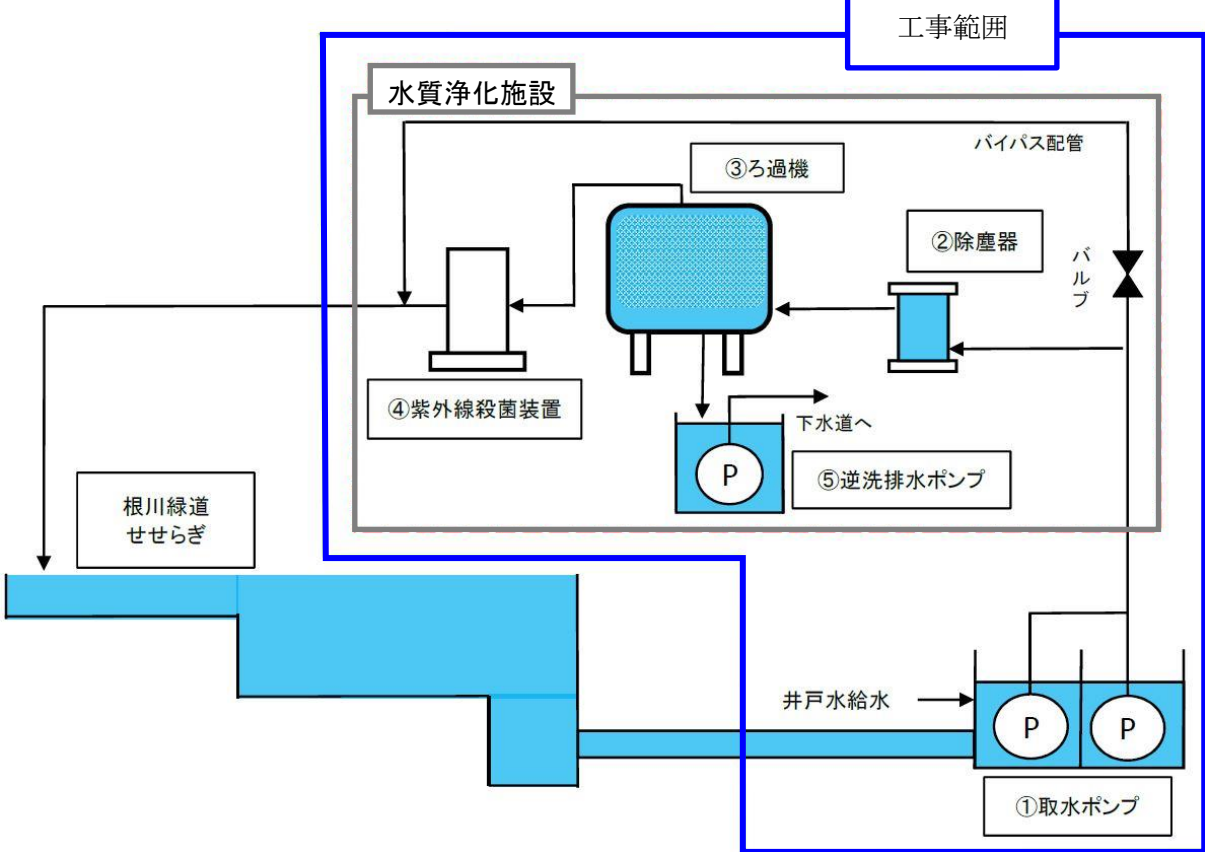 工事範囲
水質浄化施設
バイパス配管
③ろ過機
②除塵器
バルブ
④紫外線殺菌装置
下水道へ
P
⑤逆洗排水ポンプ
根川緑道
せせらぎ
井戸水給水
P
P
①取水ポンプ